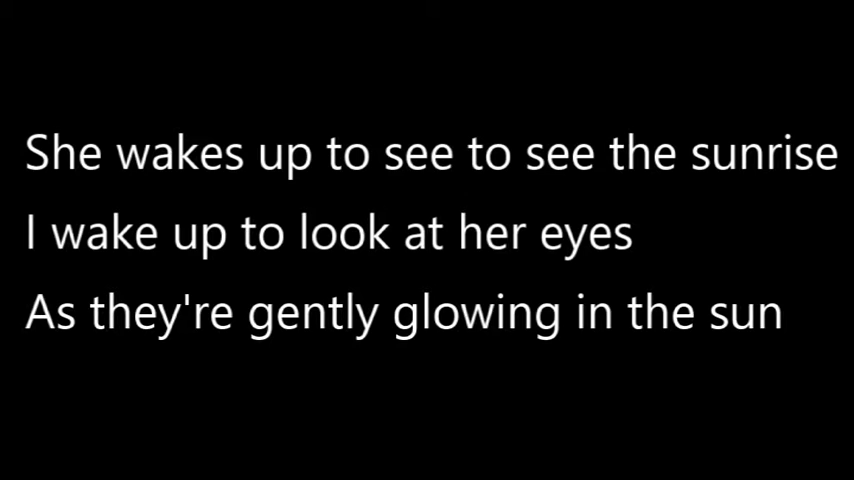 She wakes up to see to see the sunrise
I wake up to look at her eyes
As they're gently glowing in the sun